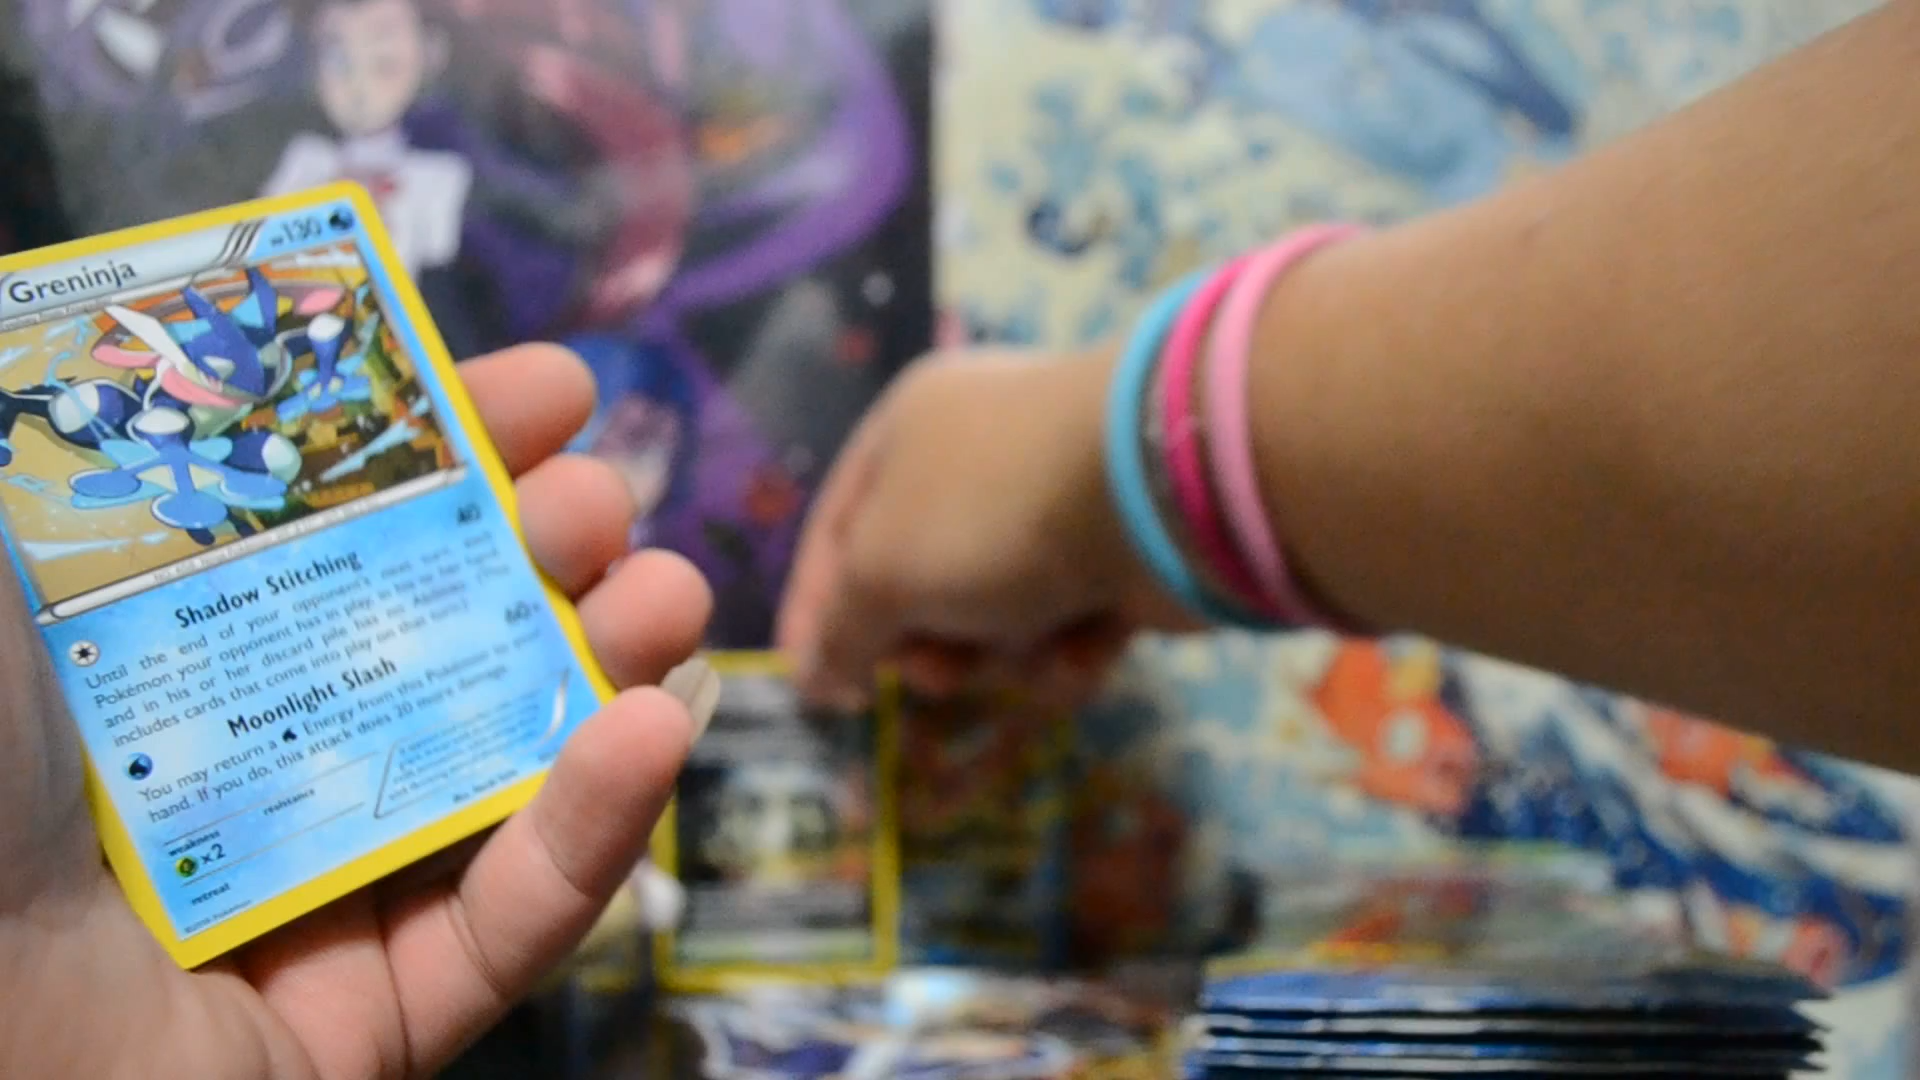 Greninja
HP130
Shadow Stitching 40
Until the end of your opponent's next turn, each
Pokémon your opponent has in play, in his or her hand,
and in his or her discard pile has no Abilities. (This
includes cards that come into play on that turn.)
Moonlight Slash 60+
You may return a Energy from this Pokémon to your
hand. If you do, this attack does 20 more damage.
weakness
resistance
×2
retreat